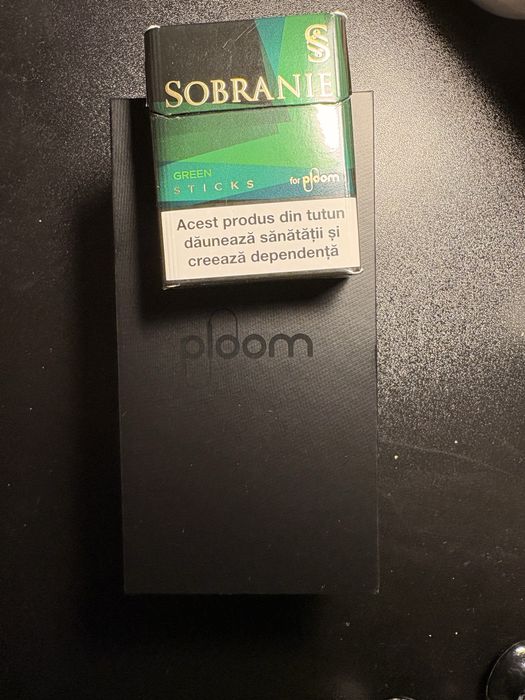 S
SOBRANIE
GREEN
STICKS
for ploom
Acest produs din tutun
dăunează sănătății și
creează dependență
ploom